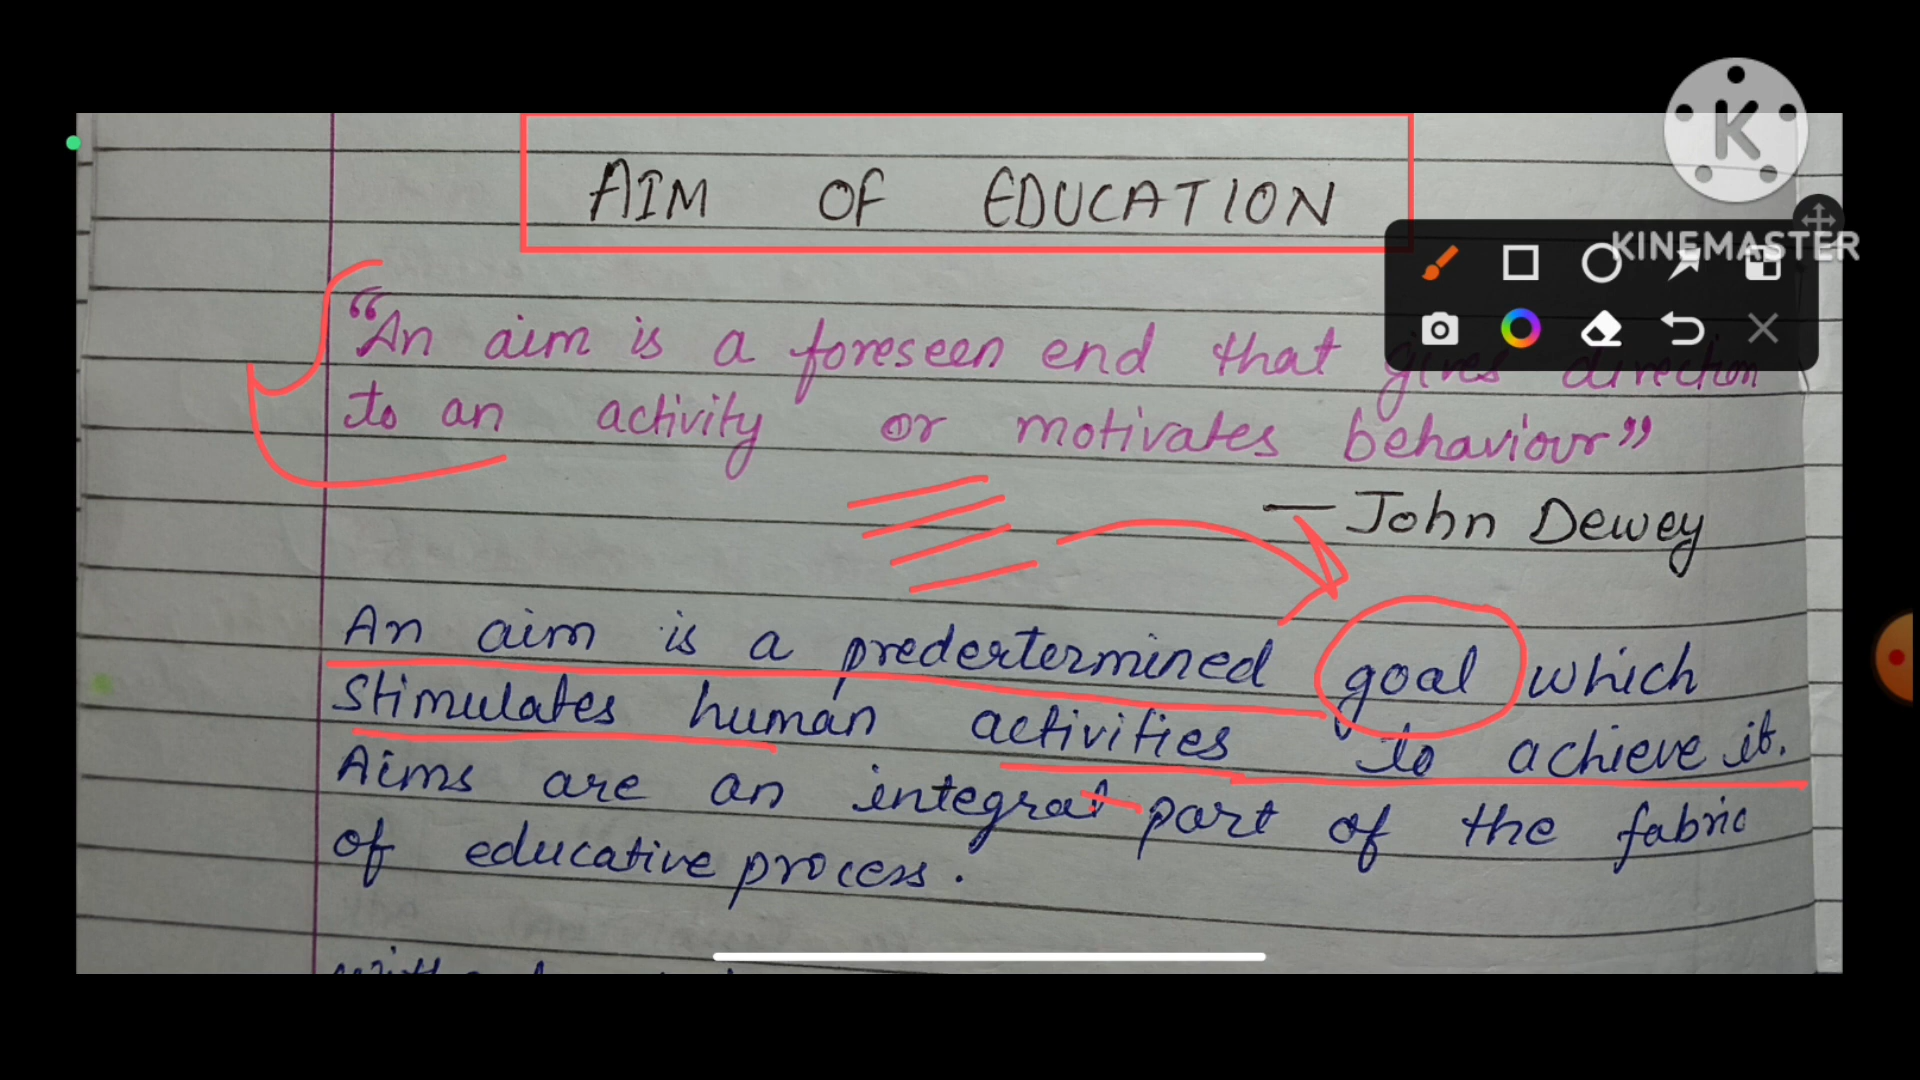 AIM OF EDUCATION
KINEMASTER
"An aim is a foreseen end that gives direction
to an activity or motivates behaviour"
— John Dewey
An aim is a predertermined goal which
stimulates human activities to achieve it.
Aims are an integral part of the fabric
of educative process.